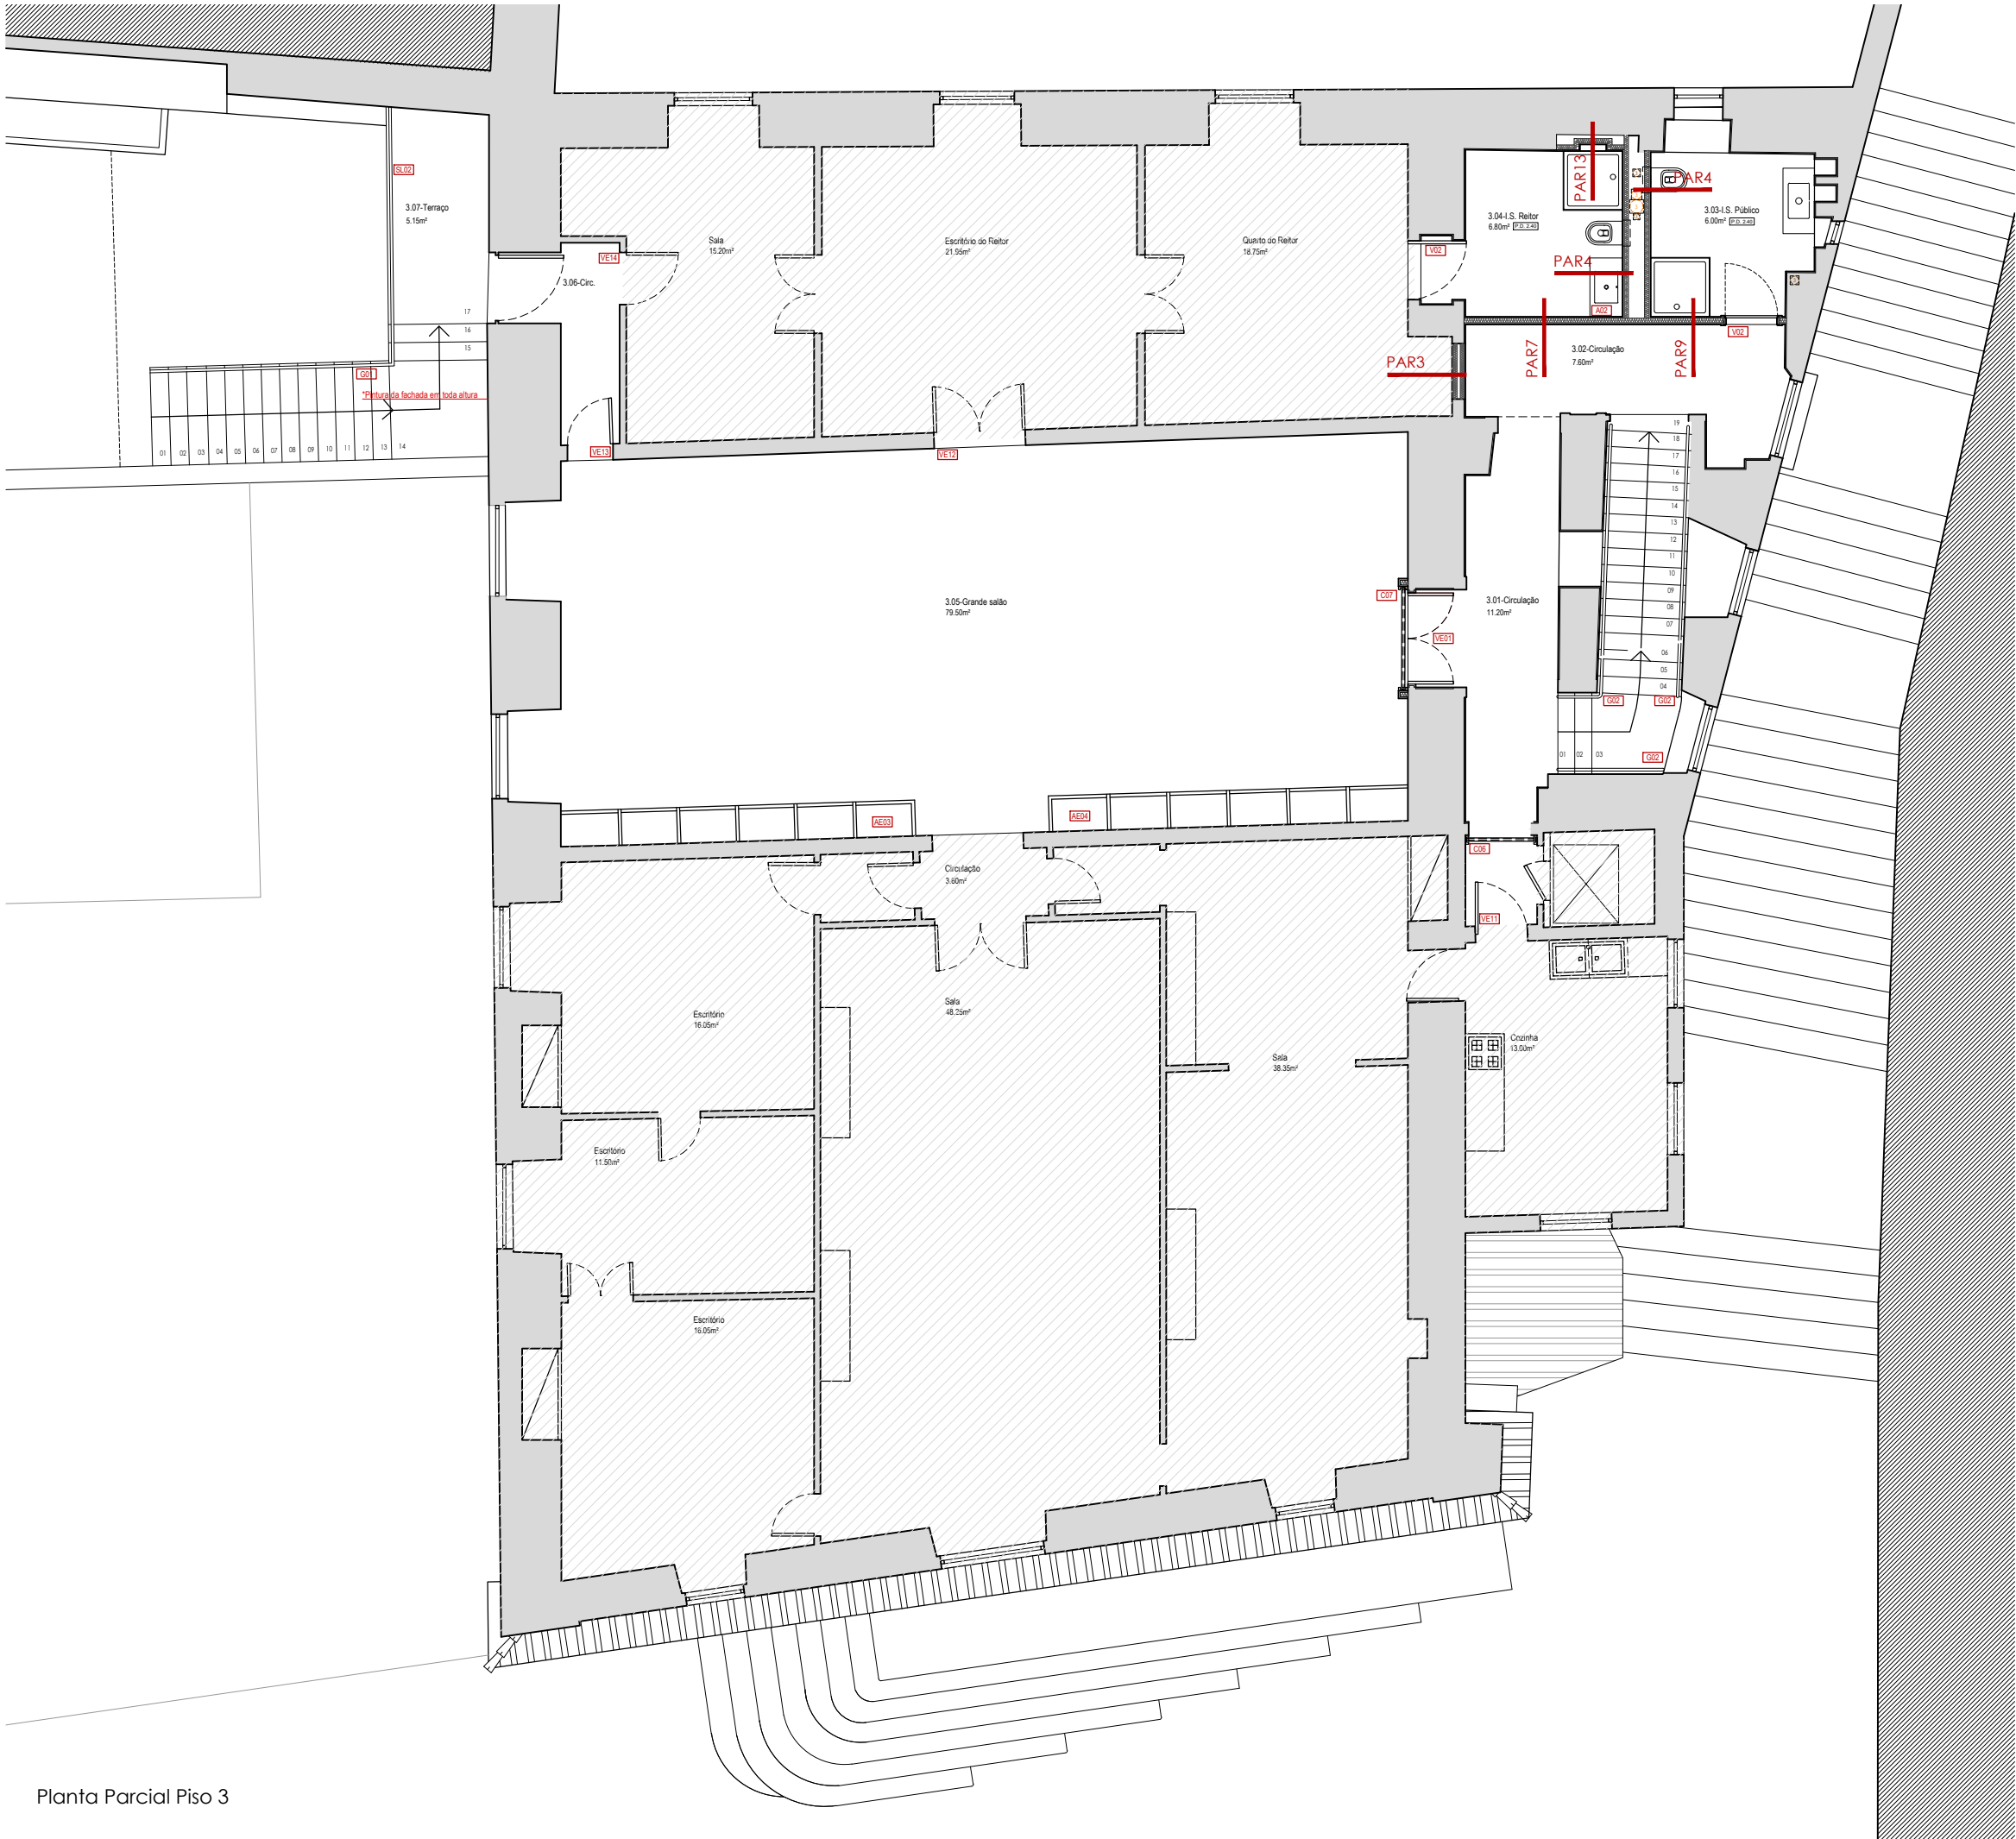 SL02
3.07-Terraço
5.15m²
G01
*Pintura da fachada em toda altura
17
16
15
01 02 03 04 05 06 07 08 09 10 11 12 13 14
VE14
3.06-Circ.
VE13
Sala
15.20m²
Escritório do Reitor
21.95m²
VE12
Quarto do Reitor
18.75m²
V02
3.04-I.S. Reitor
6.80m² P.D. 2.40
PAR13
PAR4
3.03-I.S. Público
6.00m² P.D. 2.40
PAR4
A02
V02
3.02-Circulação
7.60m²
PAR3
PAR7
PAR9
19
18
17
16
15
14
13
12
11
10
09
08
07
06
05
04
3.05-Grande salão
79.50m²
C07
VE01
3.01-Circulação
11.20m²
G02
G02
G02
01 02 03
AE03
AE04
C06
VE11
Circulação
3.60m²
Escritório
16.05m²
Sala
48.25m²
Sala
38.35m²
Cozinha
13.00m²
Escritório
11.50m²
Escritório
16.05m²
Planta Parcial Piso 3